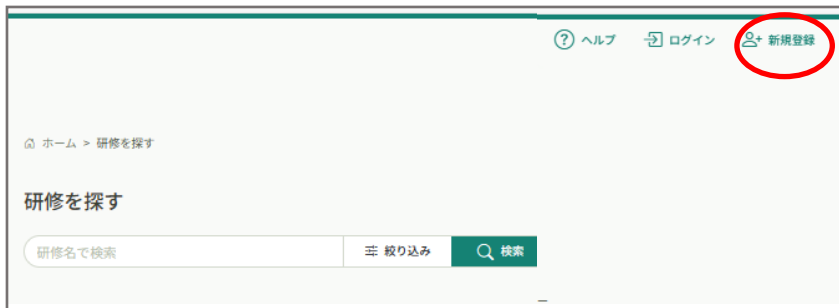 ヘルプ ログイン 新規登録
ホーム > 研修を探す
研修を探す
研修名で検索 絞り込み 検索